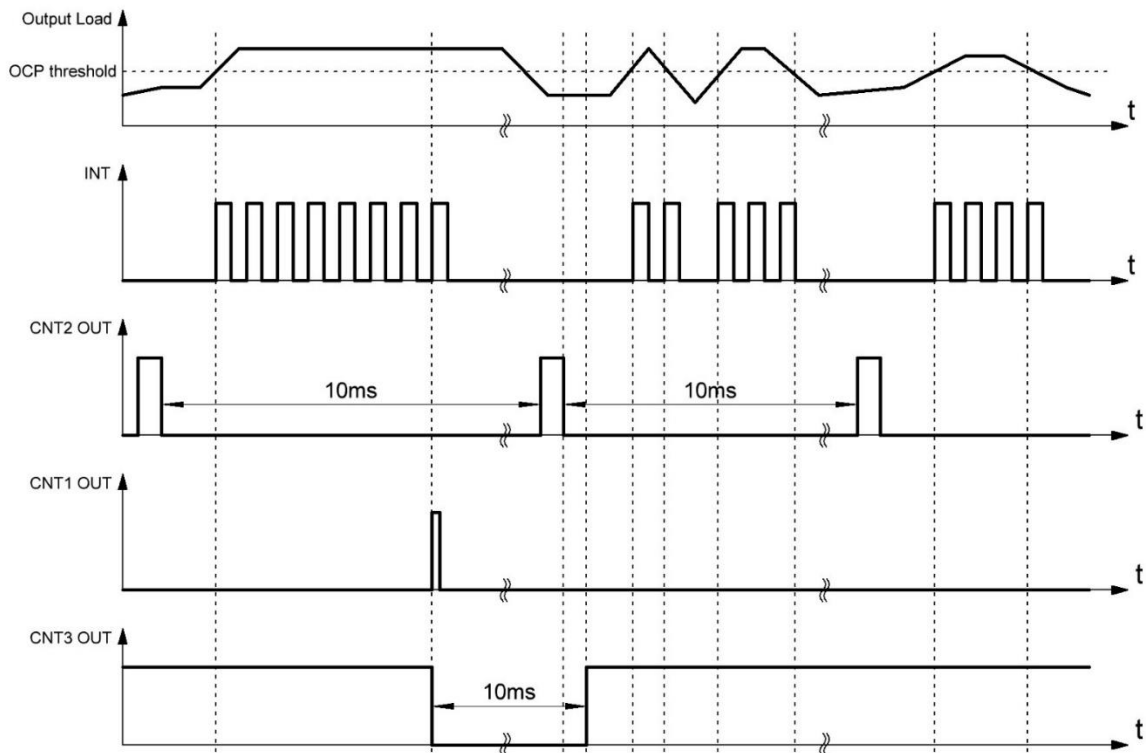 Output Load
OCP threshold
t
INT
t
CNT2 OUT
10ms
10ms
t
CNT1 OUT
t
CNT3 OUT
10ms
t